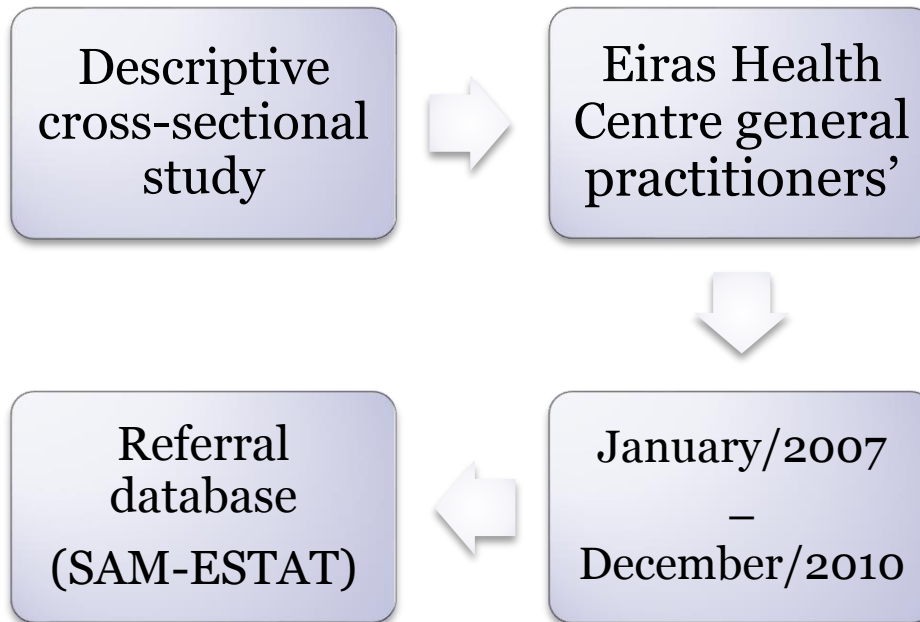 Descriptive
cross-sectional
study
Eiras Health
Centre general
practitioners’
January/2007
–
December/2010
Referral
database
(SAM-ESTAT)